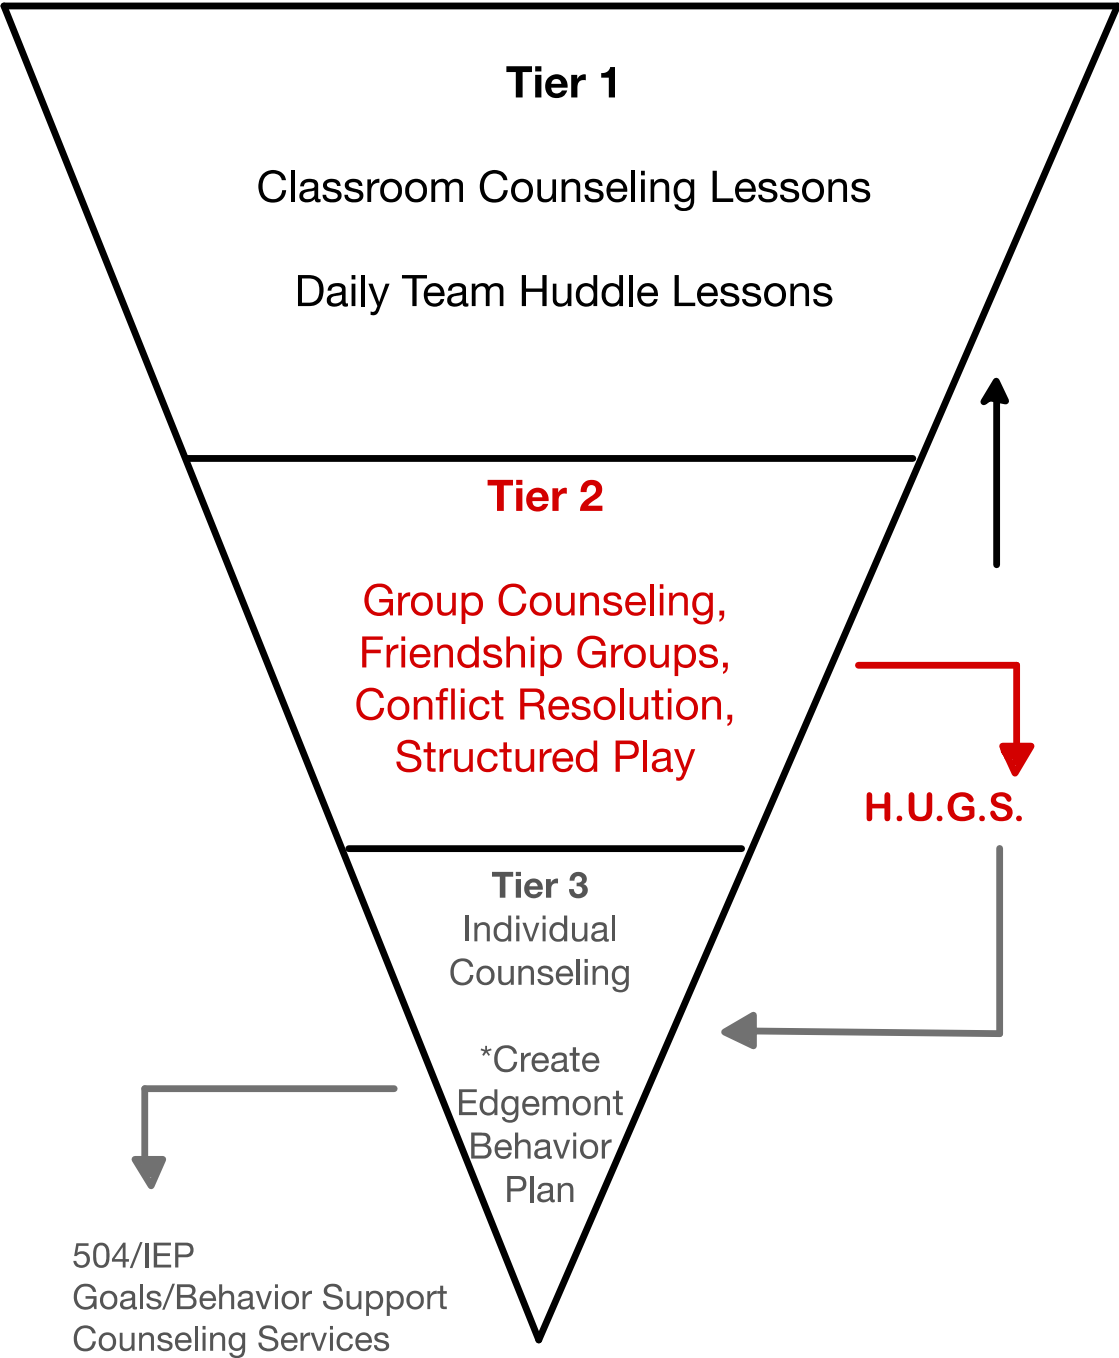 Tier 1
Classroom Counseling Lessons
Daily Team Huddle Lessons
Tier 2
Group Counseling,
Friendship Groups,
Conflict Resolution,
Structured Play
H.U.G.S.
Tier 3
Individual
Counseling
*Create
Edgemont
Behavior
Plan
504/IEP
Goals/Behavior Support
Counseling Services